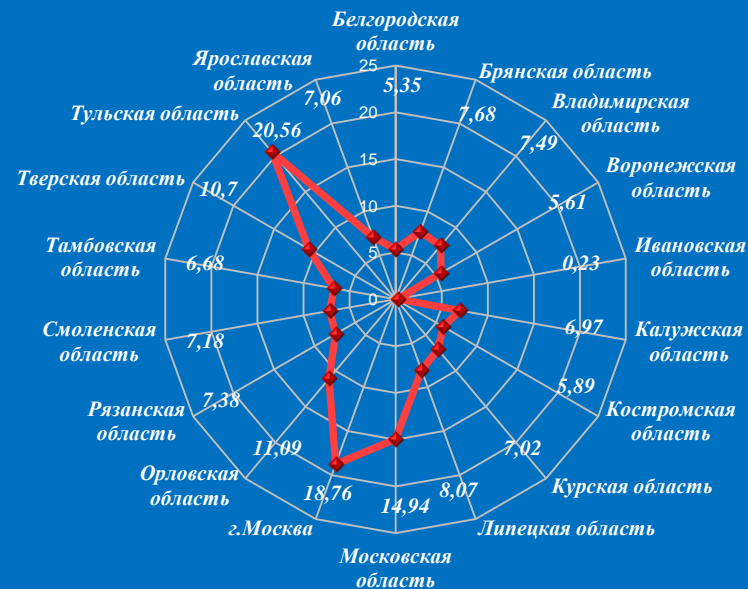 Белгородская
область
5,35
Брянская область
7,68
Владимирская
область
7,49
Воронежская
область
5,61
Ивановская
область
0,23
Калужская
область
6,97
Костромская
область
5,89
Курская область
7,02
Липецкая область
8,07
Московская
область
14,94
г.Москва
18,76
Орловская
область
11,09
Рязанская
область
7,38
Смоленская
область
7,18
Тамбовская
область
6,68
Тверская область
10,7
Тульская область
20,56
Ярославская
область
7,06
25
20
15
10
5
0